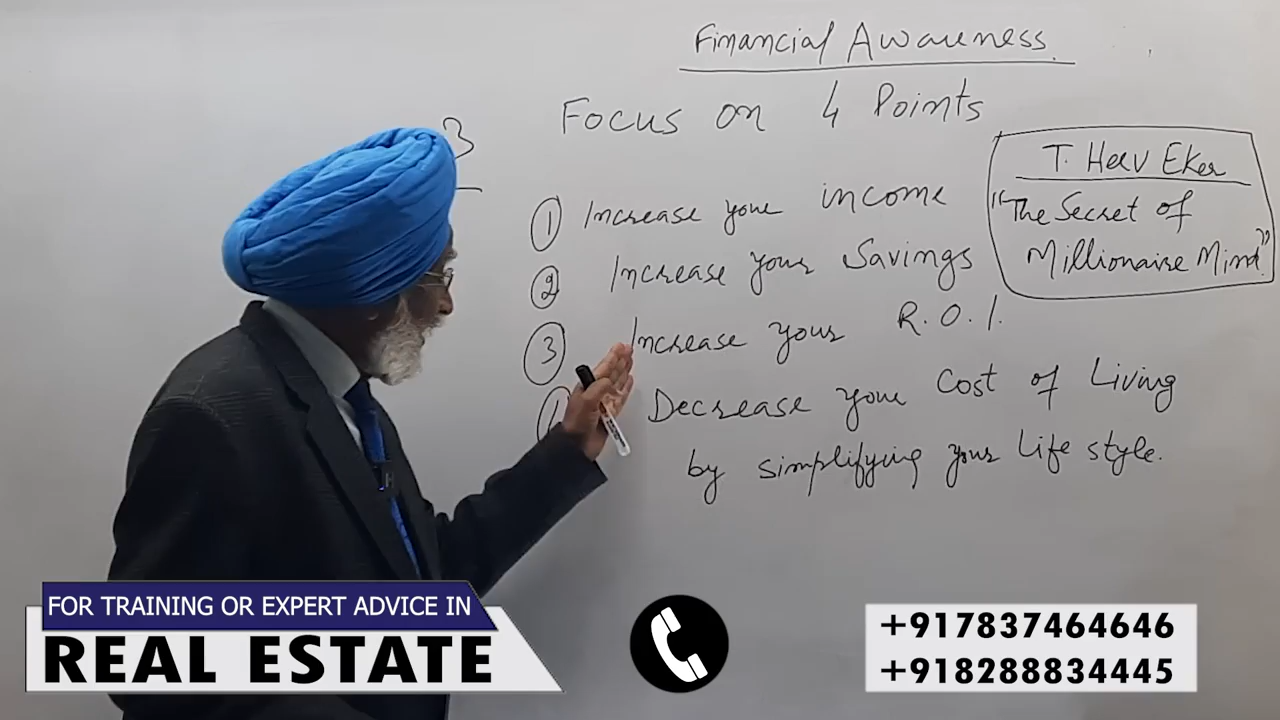 Financial Awareness
Focus on 4 Points
3
① Increase your income
② Increase your Savings
③ Increase your R.O.I.
Decrease your Cost of Living
by simplifying your Life style.
T. Herv Eker
"The Secret of
Millionaire Mind"
FOR TRAINING OR EXPERT ADVICE IN
REAL ESTATE
+917837464646
+918288834445